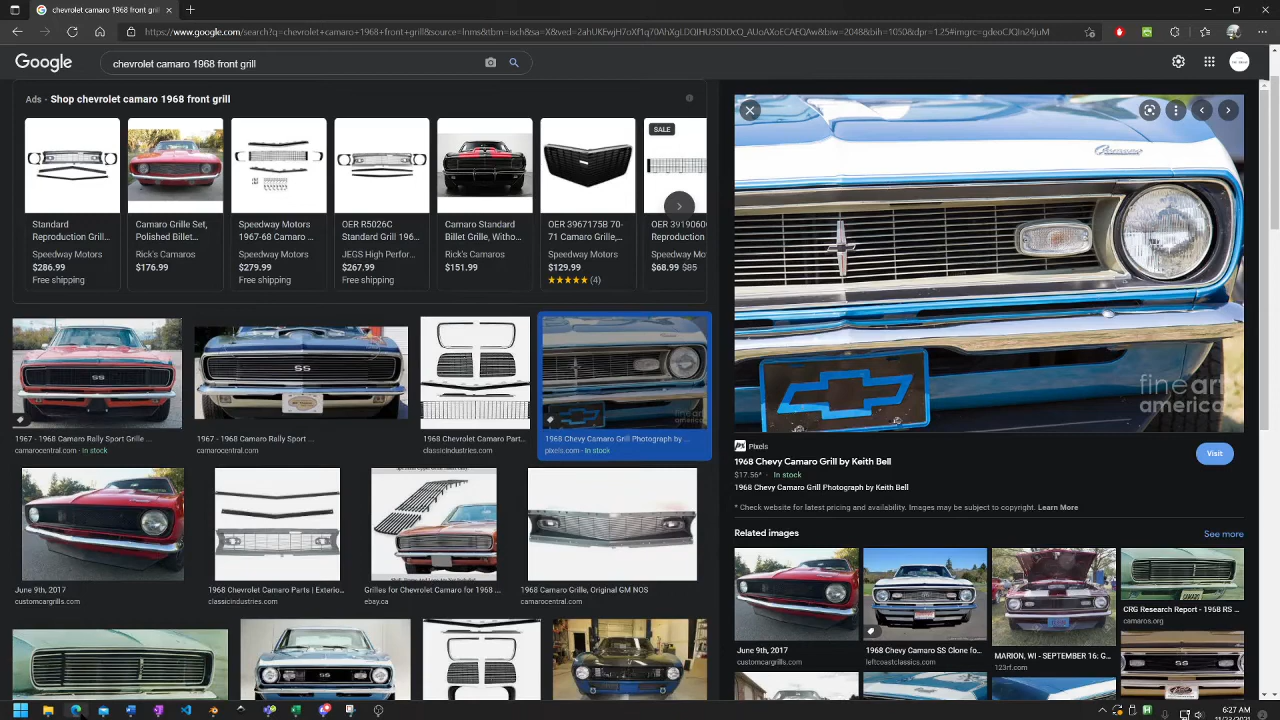 chevrolet camaro 1968 front gril
Google
chevrolet camaro 1968 front grill
Ads · Shop chevrolet camaro 1968 front grill
Standard
Reproduction Gril...
Speedway Motors
$286.99
Free shipping
Camaro Grille Set,
Polished Billet...
Rick's Camaros
$176.99
Speedway Motors
1967-68 Camaro ...
Speedway Motors
$279.99
Free shipping
OER R5026C
Standard Grill 196...
JEGS High Perfor...
$267.99
Free shipping
Camaro Standard
Billet Grille, Witho...
Rick's Camaros
$151.99
OER 3967175B 70-
71 Camaro Grille,...
Speedway Motors
$129.99
(4)
SALE
OER 391906
Reproduction
Speedway Mot
$68.99 $85
SS
1967 - 1968 Camaro Rally Sport Grille ...
camarocentral.com · In stock
SS
1967 - 1968 Camaro Rally Sport ...
camarocentral.com
1968 Chevrolet Camaro Part...
classicindustries.com
1968 Chevy Camaro Grill Photograph by ...
pixels.com · In stock
June 9th, 2017
customcargrills.com
1968 Chevrolet Camaro Parts | Exterio...
classicindustries.com
Grilles for Chevrolet Camaro for 1968 ...
ebay.ca
1968 Camaro Grille, Original GM NOS
camarocentral.com
Camaro
fineart
america
Pixels
1968 Chevy Camaro Grill by Keith Bell
$17.56* · In stock
1968 Chevy Camaro Grill Photograph by Keith Bell
Visit
* Check website for latest pricing and availability. Images may be subject to copyright. Learn More
Related images
See more
June 9th, 2017
customcargrills.com
1968 Chevy Camaro SS Clone fo...
leftcoastclassics.com
MARION, WI - SEPTEMBER 16: G...
123rf.com
CRG Research Report - 1968 RS ...
camaros.org
SS
6:27 AM